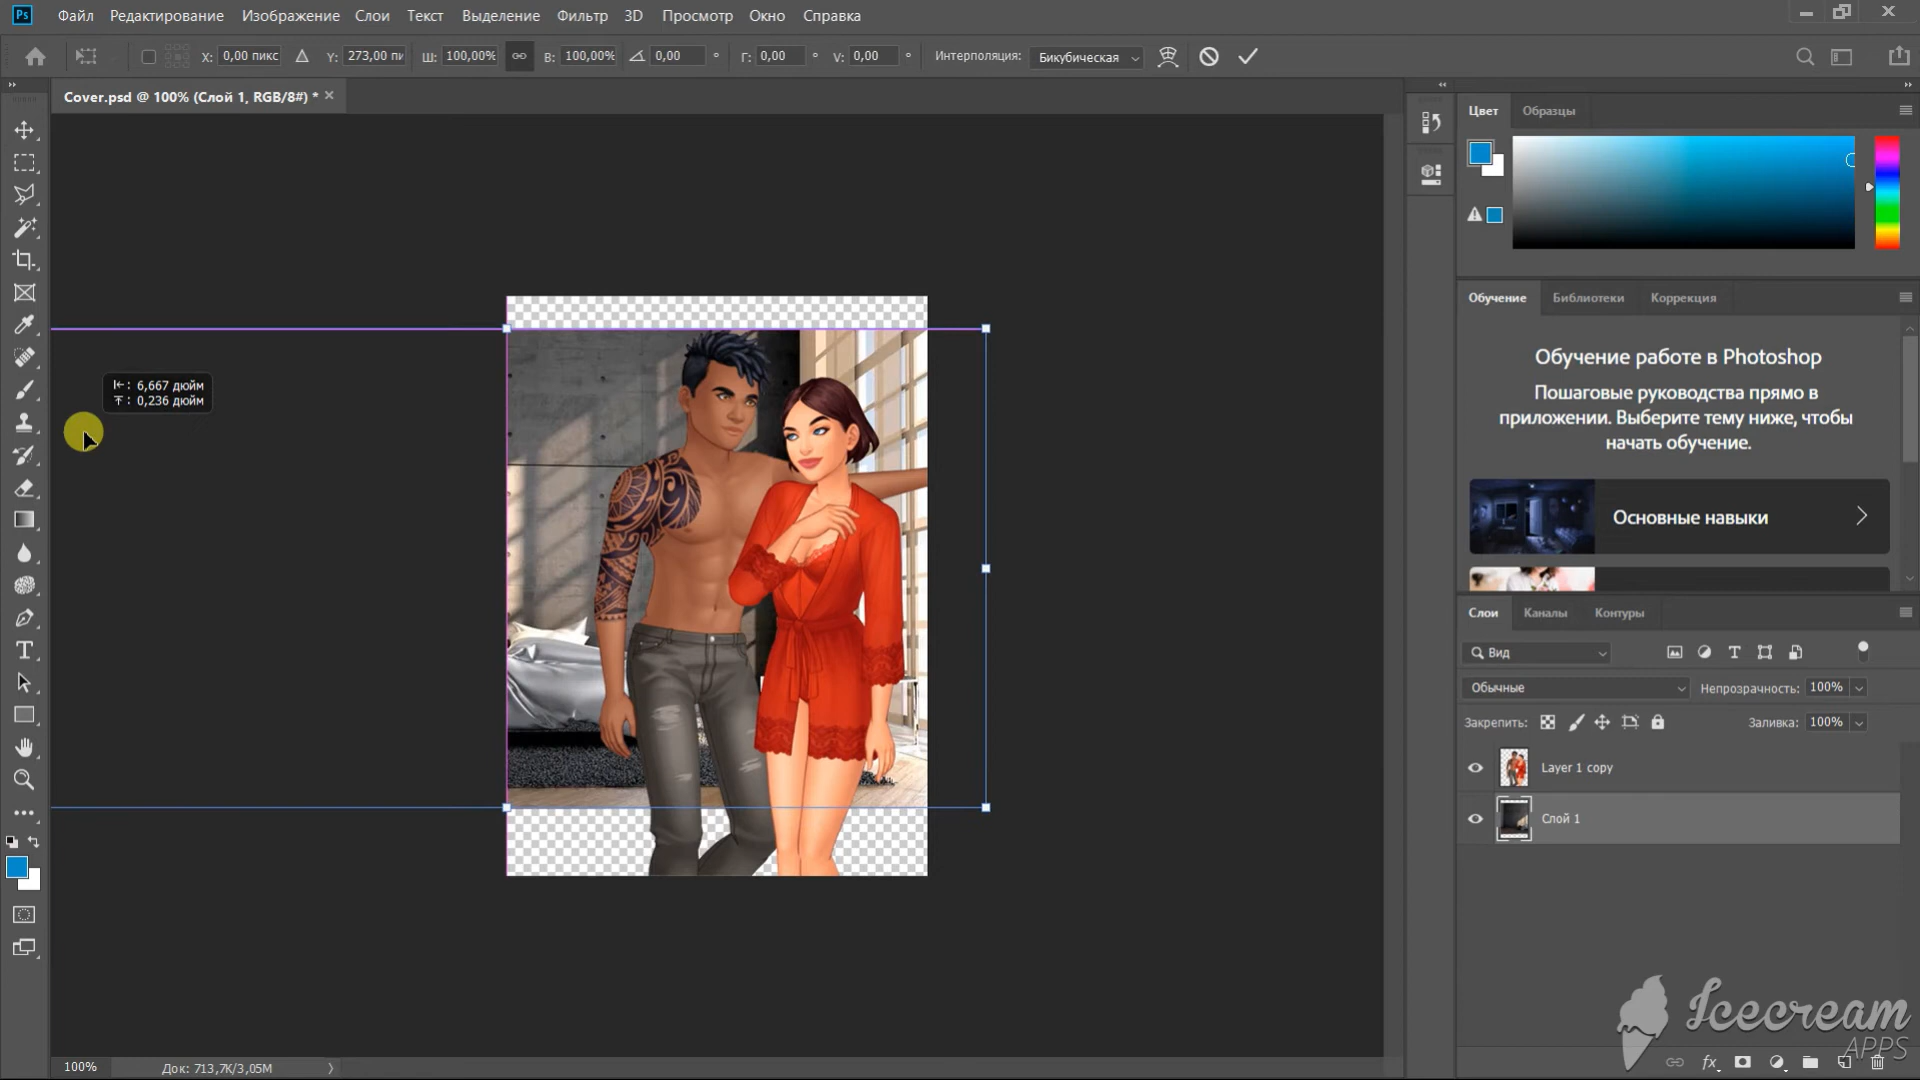 Ps Файл Редактирование Изображение Слои Текст Выделение Фильтр 3D Просмотр Окно Справка
X: 0,00 пикс Y: 273,00 пи Ш: 100,00% В: 100,00% 0,00 ° Г: 0,00 ° V: 0,00 ° Интерполяция: Бикубическая
Cover.psd @ 100% (Слой 1, RGB/8#) * ×
Цвет Образцы
Обучение Библиотеки Коррекция
Обучение работе в Photoshop
Пошаговые руководства прямо в
приложении. Выберите тему ниже, чтобы
начать обучение.
6,667 дюйм
0,236 дюйм
Основные навыки
Слои Каналы Контуры
Вид
Обычные Непрозрачность: 100%
Закрепить: Заливка: 100%
Layer 1 copy
Слой 1
Icecream
APPS
fx
100% Док: 713,7K/3,05M